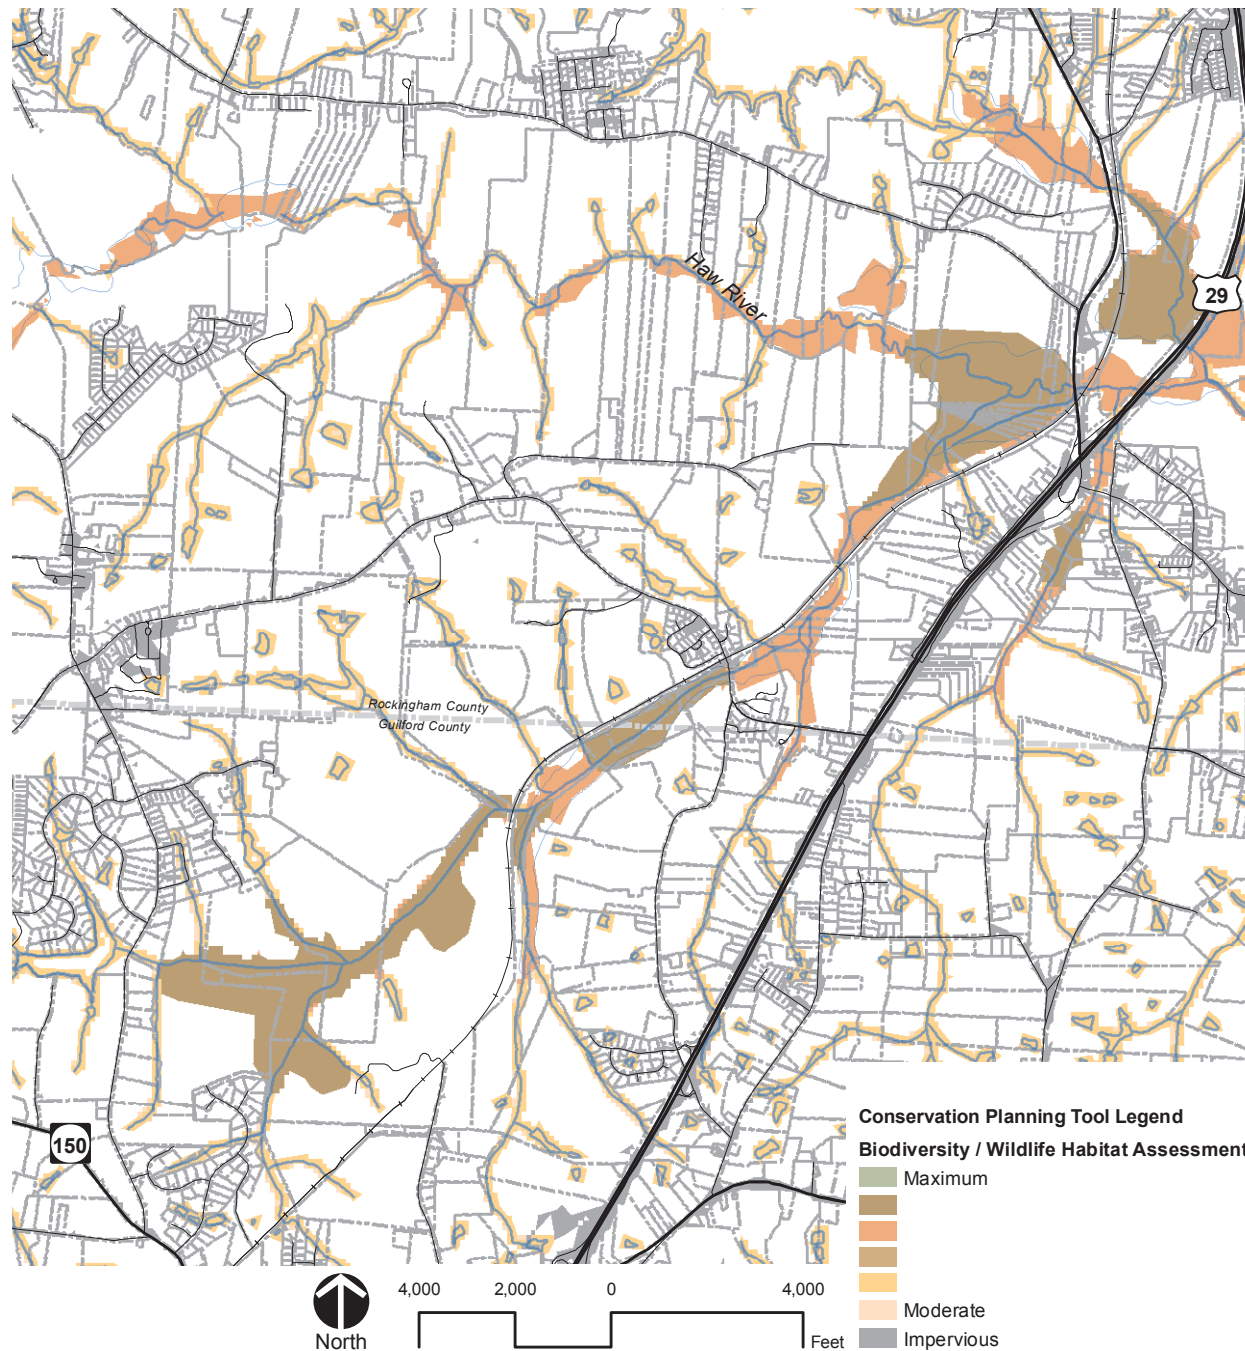 Haw River
29
Rockingham County
Guilford County
150
Conservation Planning Tool Legend
Biodiversity / Wildlife Habitat Assessment
Maximum
Moderate
Impervious
North
4,000 2,000 0 4,000
Feet